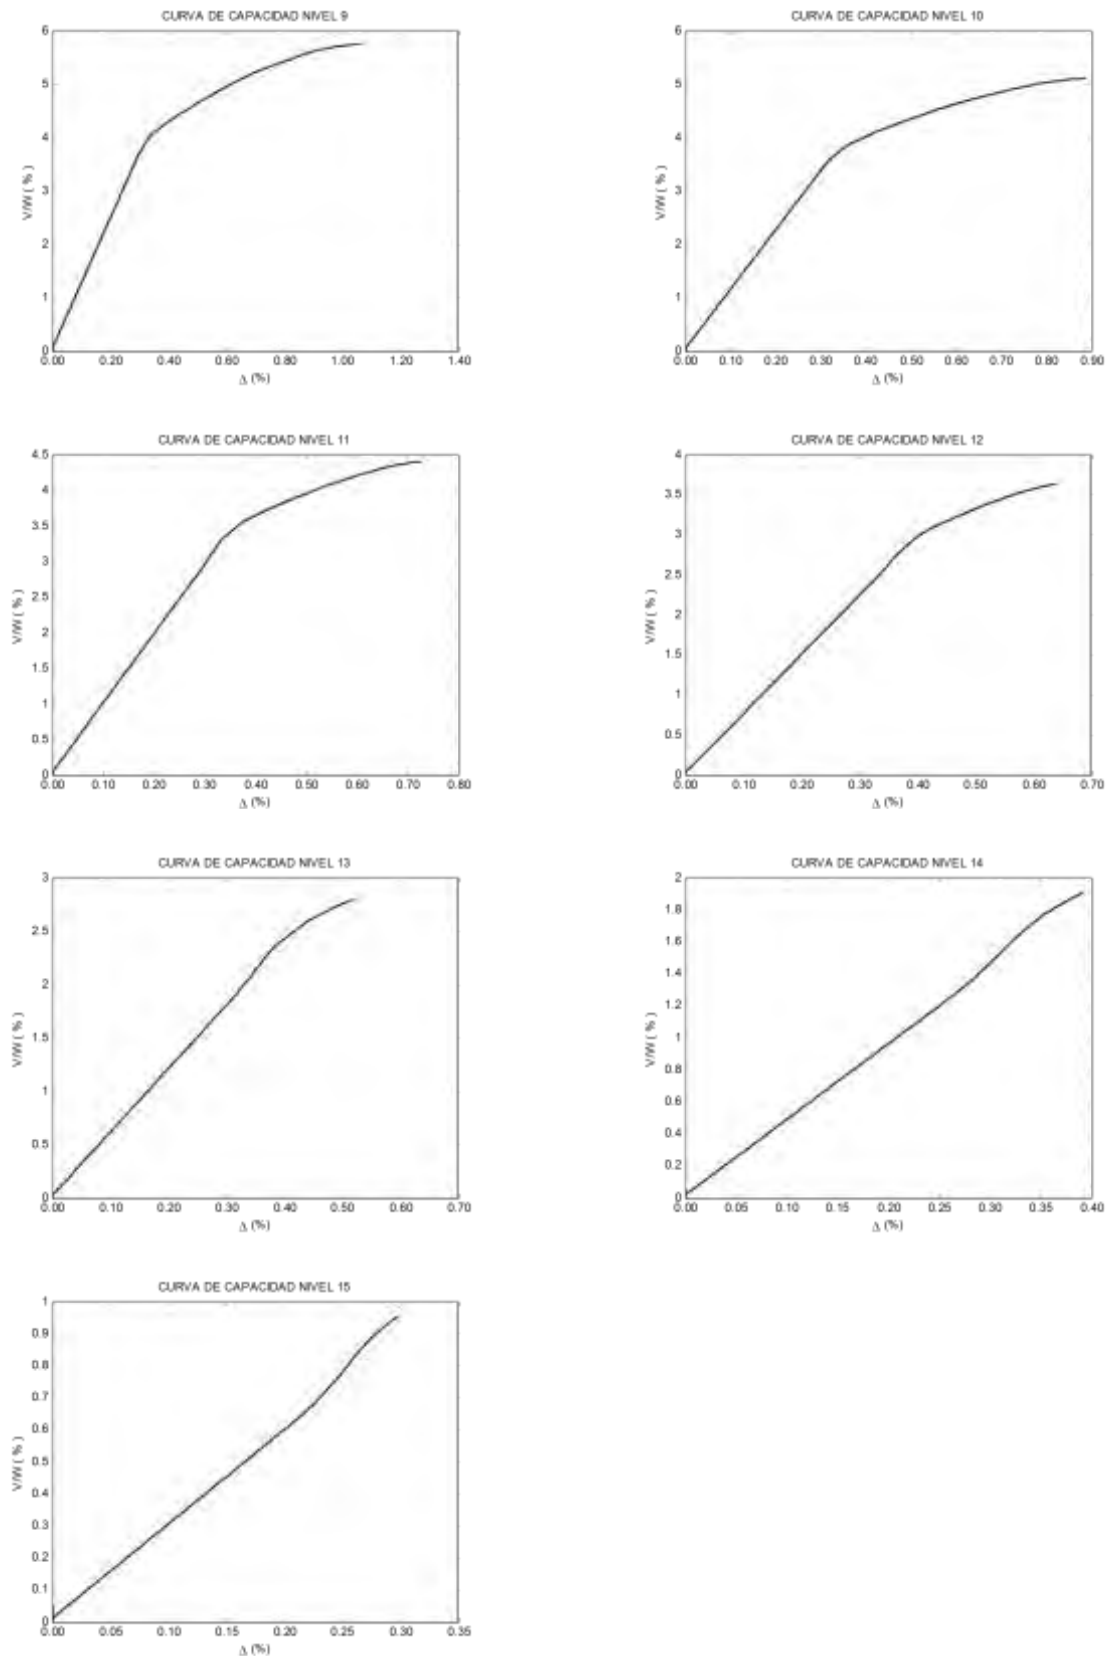 CURVA DE CAPACIDAD NIVEL 9
6
5
4
3
2
1
0
V/W ( % )
0.00 0.20 0.40 0.60 0.80 1.00 1.20 1.40
Δ (%)
CURVA DE CAPACIDAD NIVEL 10
6
5
4
3
2
1
0
V/W ( % )
0.00 0.10 0.20 0.30 0.40 0.50 0.60 0.70 0.80 0.90
Δ (%)
CURVA DE CAPACIDAD NIVEL 11
4.5
4
3.5
3
2.5
2
1.5
1
0.5
0
V/W ( % )
0.00 0.10 0.20 0.30 0.40 0.50 0.60 0.70 0.80
Δ (%)
CURVA DE CAPACIDAD NIVEL 12
4
3.5
3
2.5
2
1.5
1
0.5
0
V/W ( % )
0.00 0.10 0.20 0.30 0.40 0.50 0.60 0.70
Δ (%)
CURVA DE CAPACIDAD NIVEL 13
3
2.5
2
1.5
1
0.5
0
V/W ( % )
0.00 0.10 0.20 0.30 0.40 0.50 0.60 0.70
Δ (%)
CURVA DE CAPACIDAD NIVEL 14
2
1.8
1.6
1.4
1.2
1
0.8
0.6
0.4
0.2
0
V/W ( % )
0.00 0.05 0.10 0.15 0.20 0.25 0.30 0.35 0.40
Δ (%)
CURVA DE CAPACIDAD NIVEL 15
1
0.9
0.8
0.7
0.6
0.5
0.4
0.3
0.2
0.1
0
V/W ( % )
0.00 0.05 0.10 0.15 0.20 0.25 0.30 0.35
Δ (%)